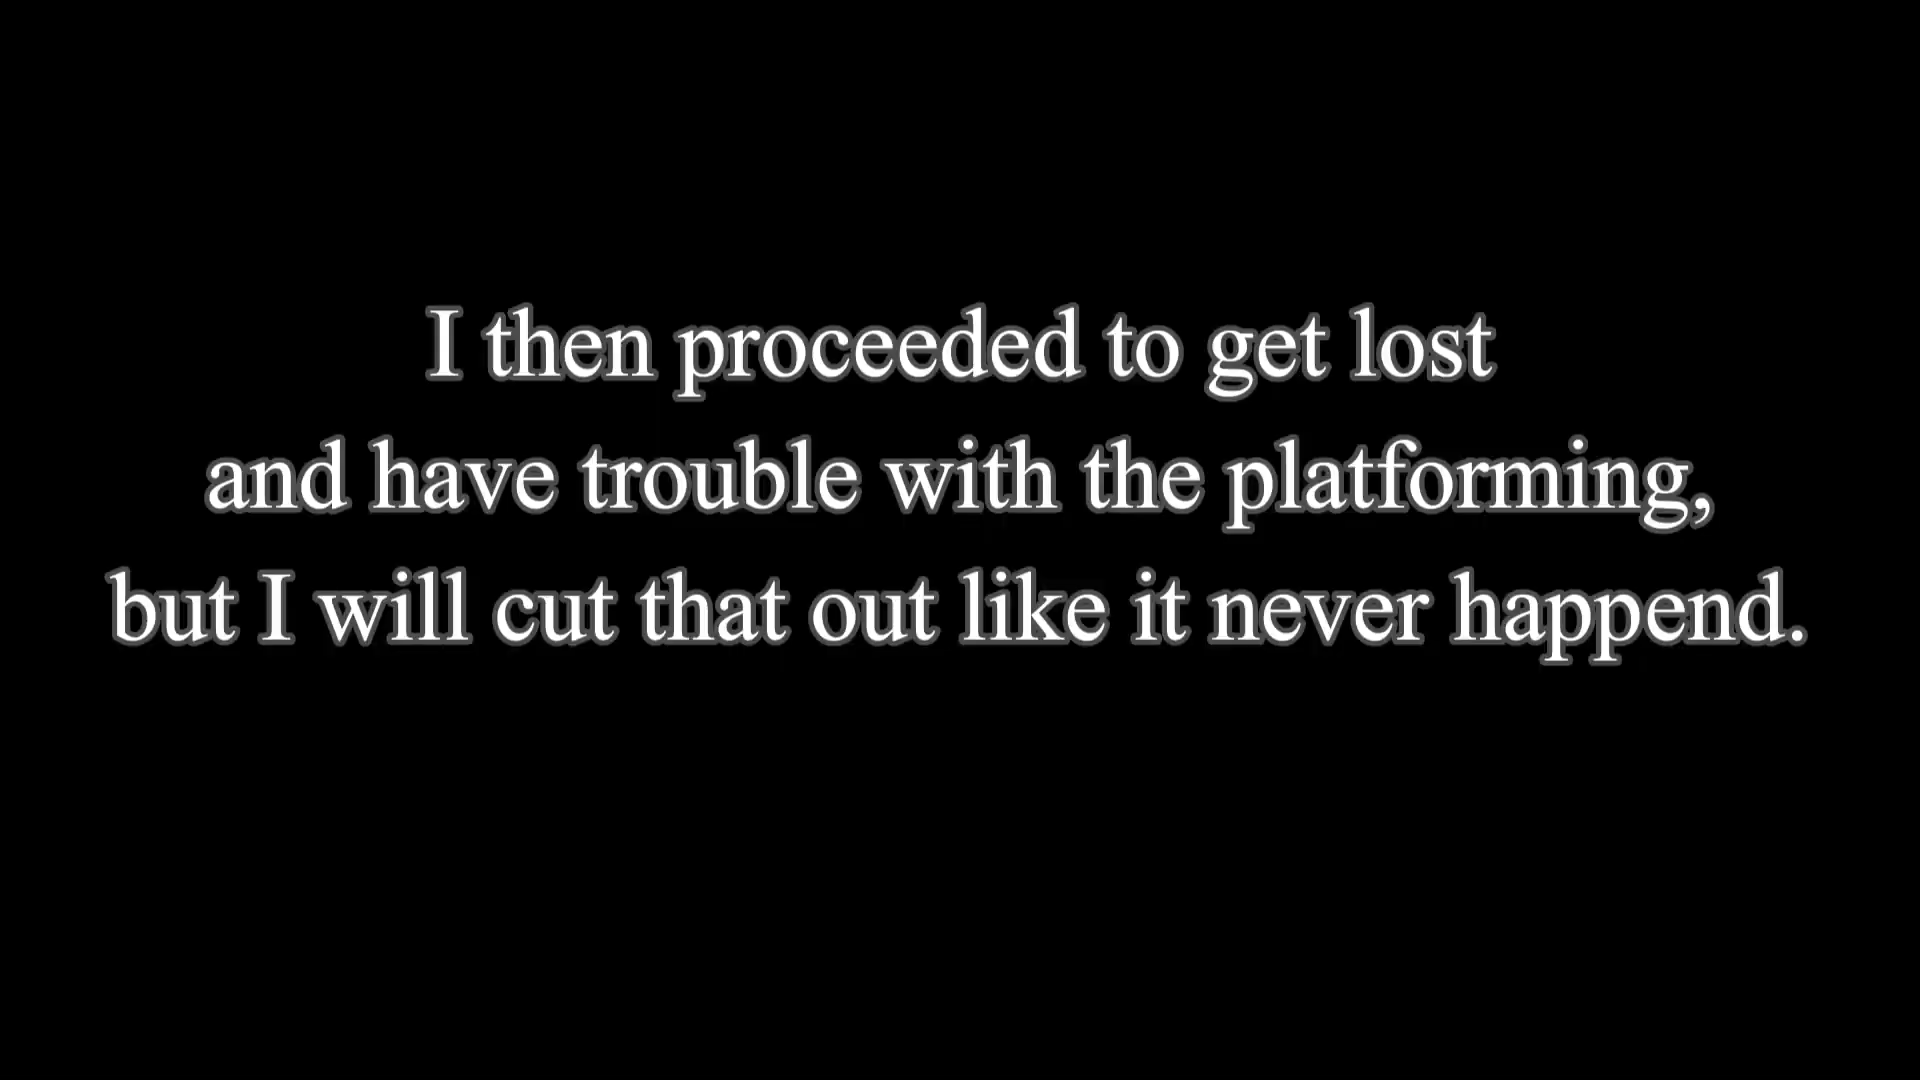 I then proceeded to get lost
and have trouble with the platforming,
but I will cut that out like it never happend.